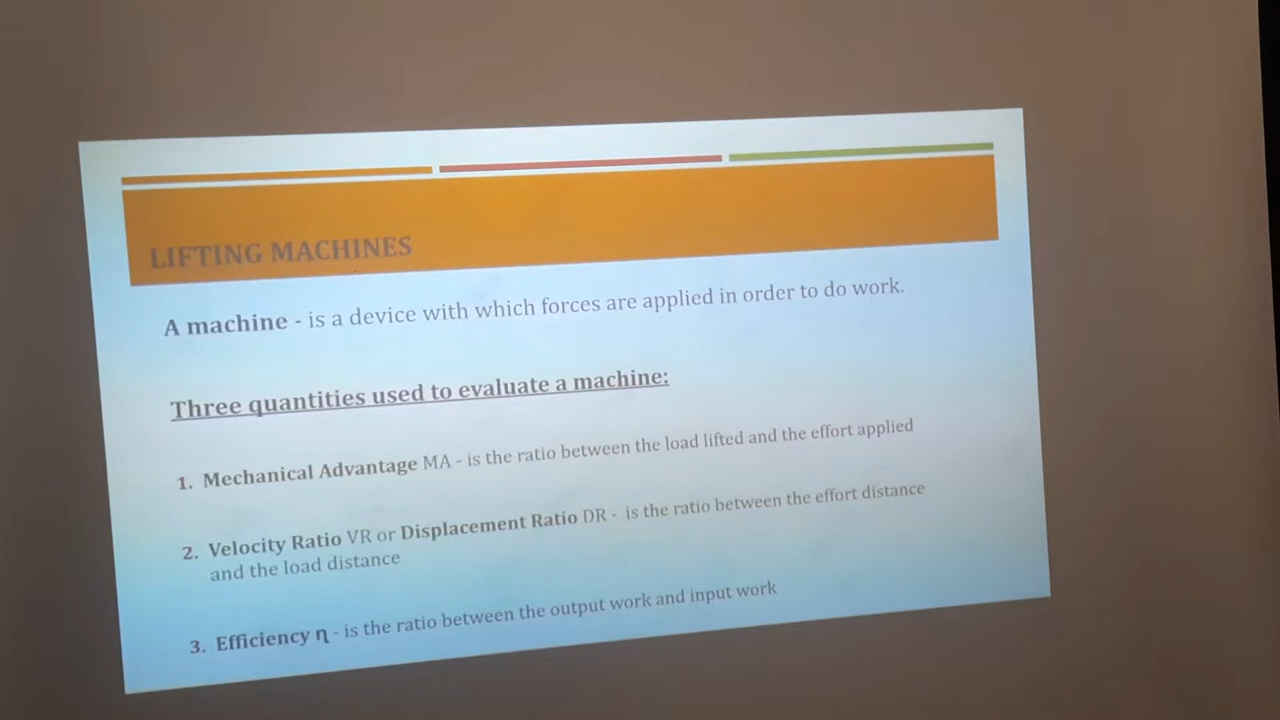 LIFTING MACHINES
A machine - is a device with which forces are applied in order to do work.
Three quantities used to evaluate a machine:
1. Mechanical Advantage MA - is the ratio between the load lifted and the effort applied
2. Velocity Ratio VR or Displacement Ratio DR - is the ratio between the effort distance
and the load distance
3. Efficiency η - is the ratio between the output work and input work